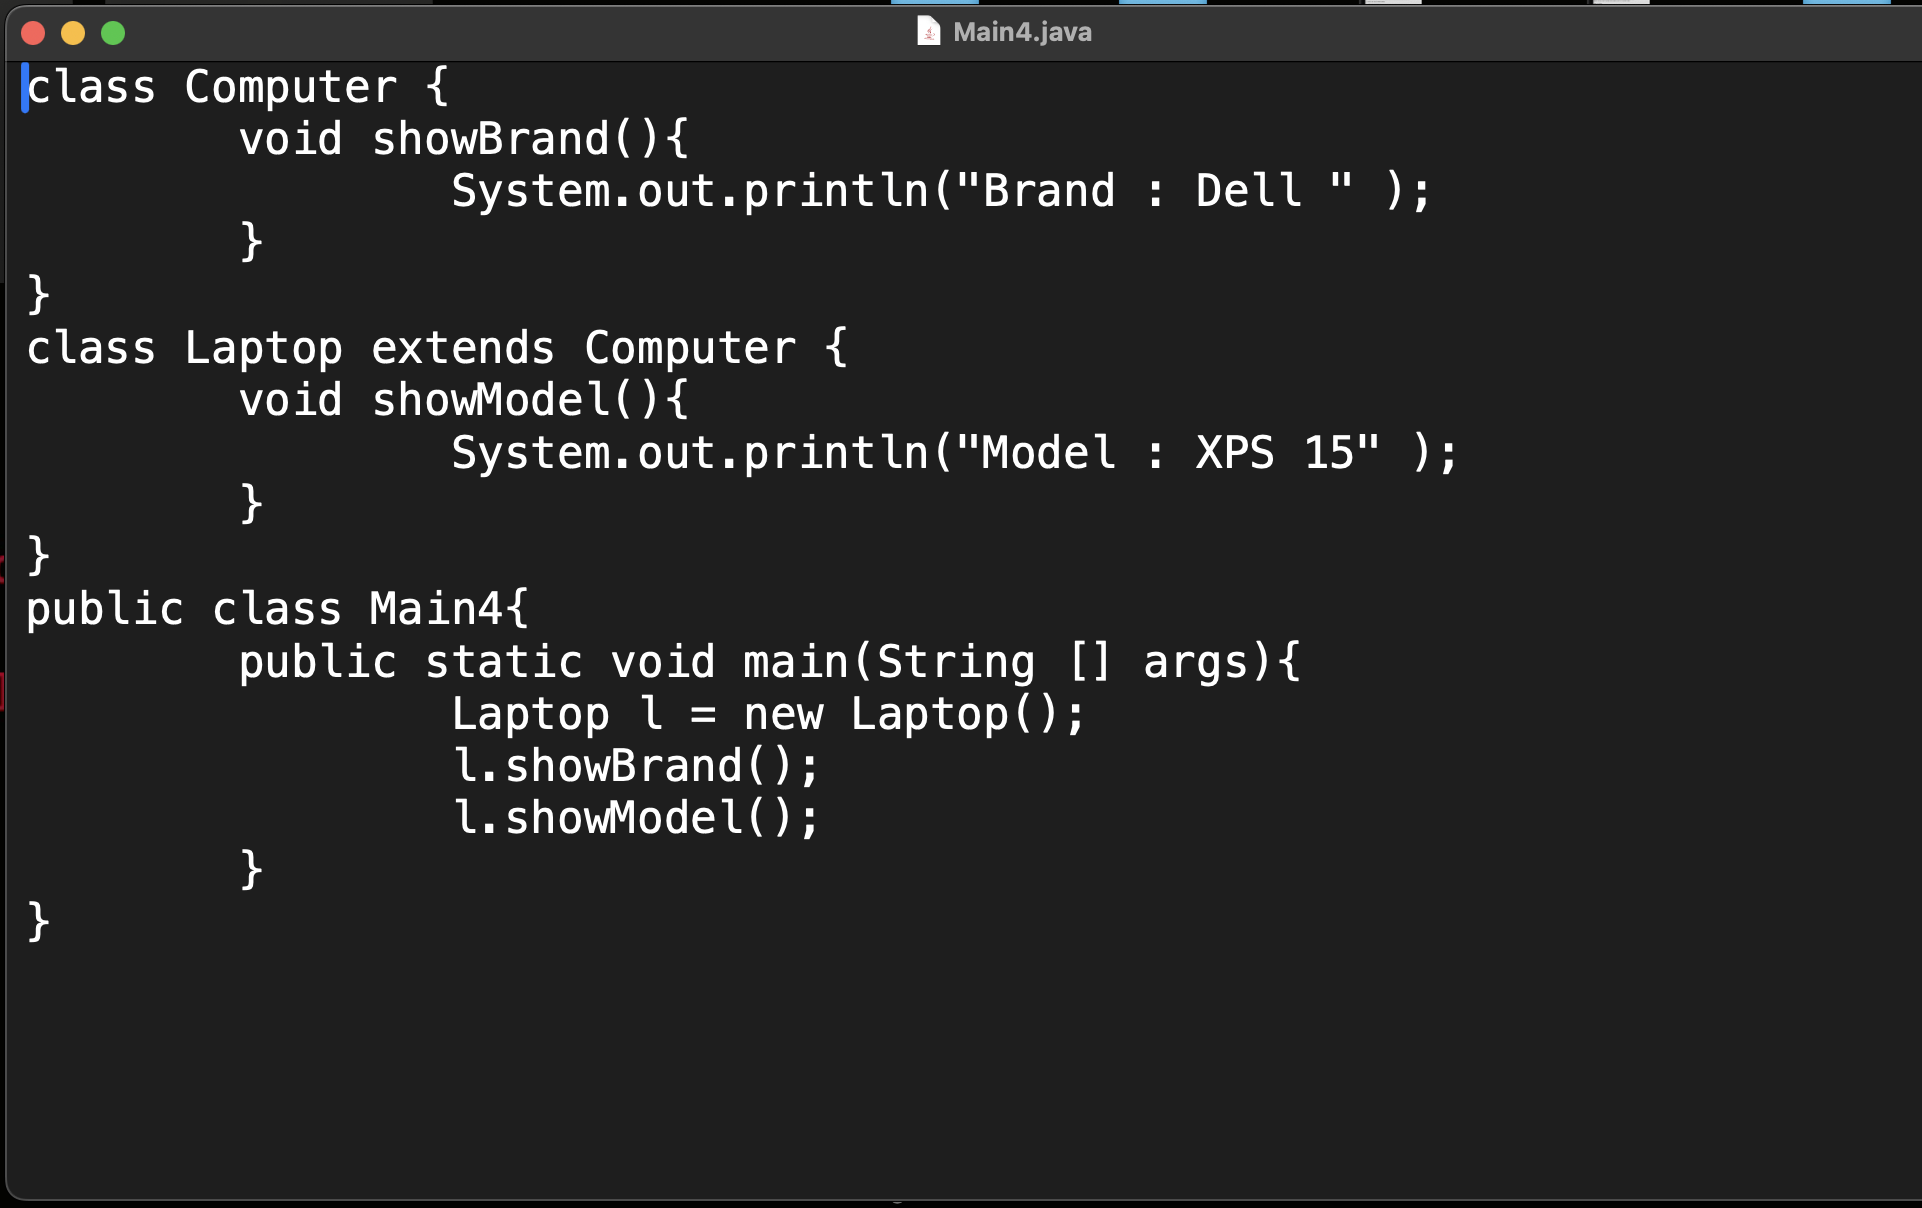 Main4.java
class Computer {
        void showBrand(){
                System.out.println("Brand : Dell " );
        }
}
class Laptop extends Computer {
        void showModel(){
                System.out.println("Model : XPS 15" );
        }
}
public class Main4{
        public static void main(String [] args){
                Laptop l = new Laptop();
                l.showBrand();
                l.showModel();
        }
}